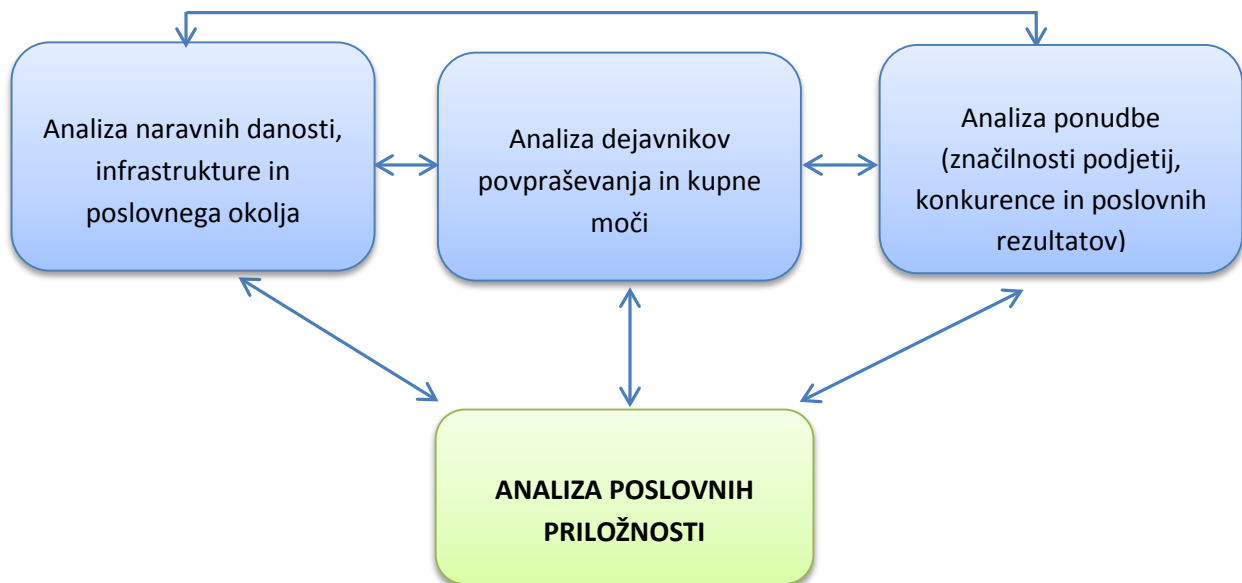 Analiza naravnih danosti,
infrastrukture in
poslovnega okolja
Analiza dejavnikov
povpraševanja in kupne
moči
Analiza ponudbe
(značilnosti podjetij,
konkurence in poslovnih
rezultatov)
ANALIZA POSLOVNIH
PRILOŽNOSTI